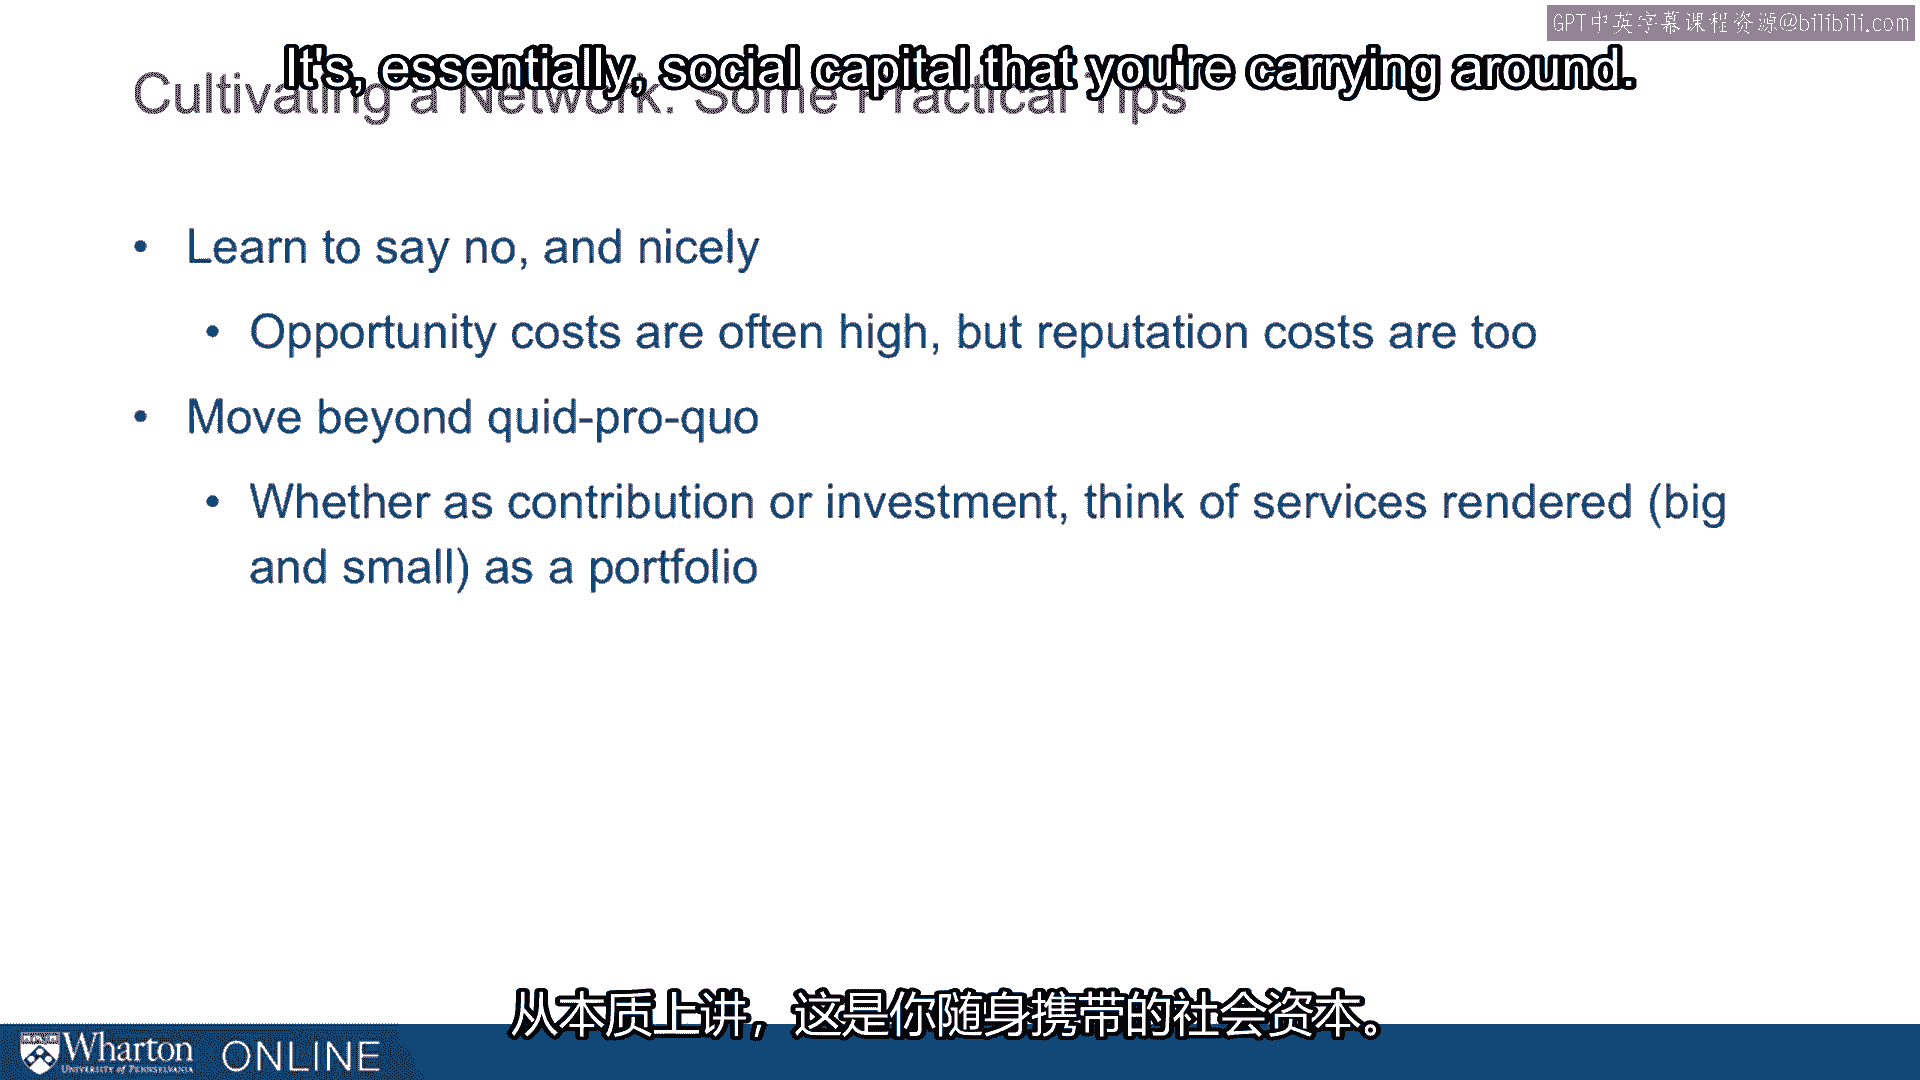 GPT中英字幕课程资源@bilibili.com
It's, essentially, social capital that you're carrying around.
Cultivating a Network: Some Practical Tips
• Learn to say no, and nicely
• Opportunity costs are often high, but reputation costs are too
• Move beyond quid-pro-quo
• Whether as contribution or investment, think of services rendered (big
and small) as a portfolio
从本质上讲，这是你随身携带的社会资本。
Wharton ONLINE
UNIVERSITY of PENNSYLVANIA